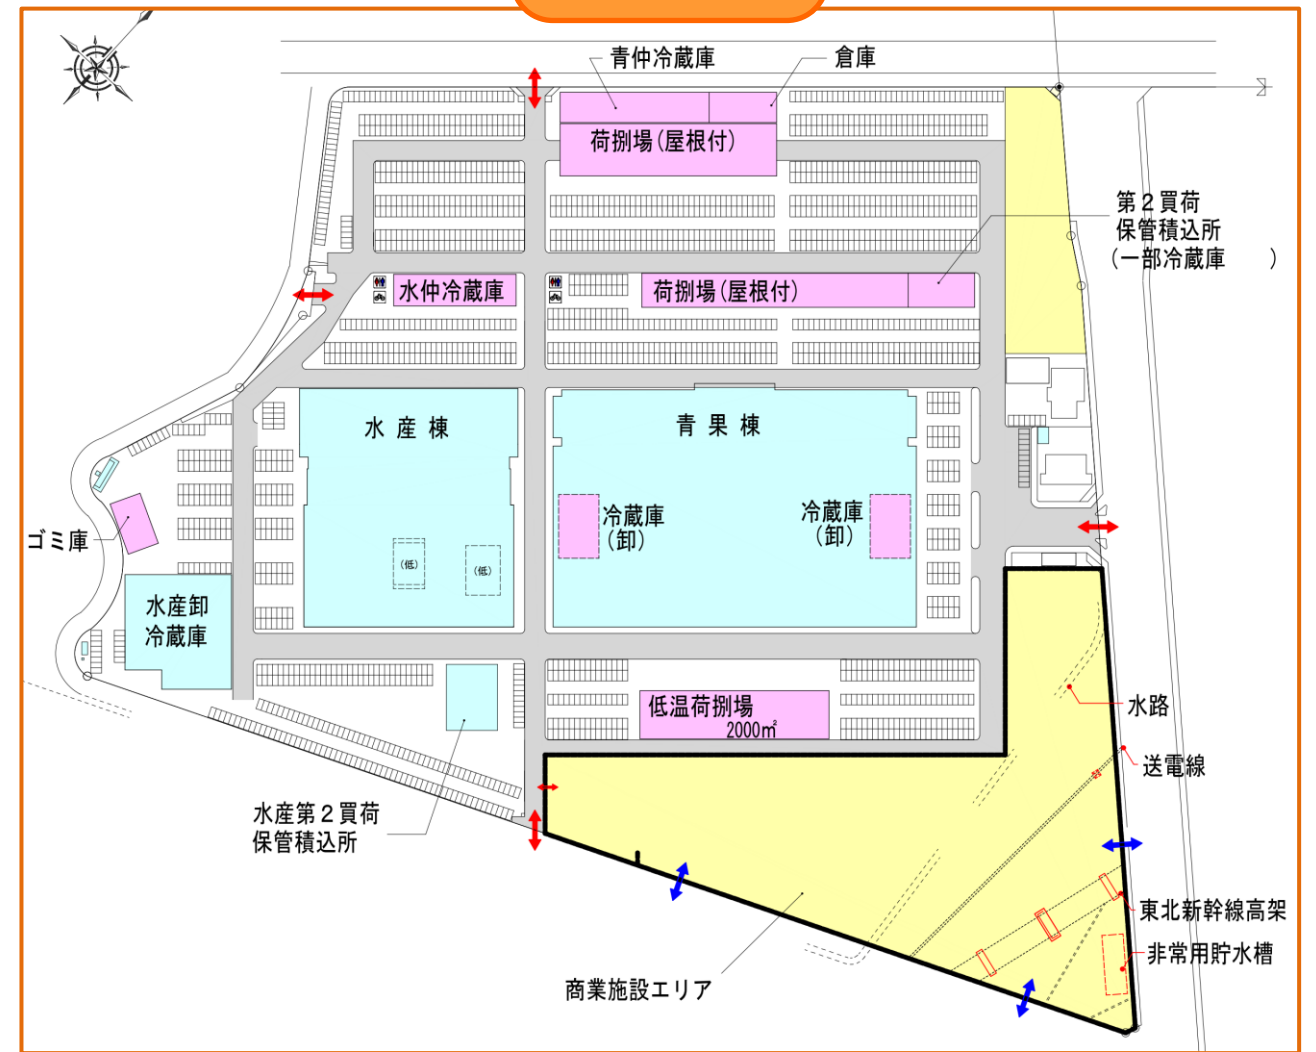 青仲冷蔵庫
倉庫
荷捌場(屋根付)
第2買荷
保管積込所
(一部冷蔵庫　　)
水仲冷蔵庫
荷捌場(屋根付)
水産棟
青果棟
冷蔵庫
(卸)
冷蔵庫
(卸)
(低)
(低)
ゴミ庫
水産卸
冷蔵庫
低温荷捌場
2000㎡
水路
送電線
水産第2買荷
保管積込所
東北新幹線高架
非常用貯水槽
商業施設エリア